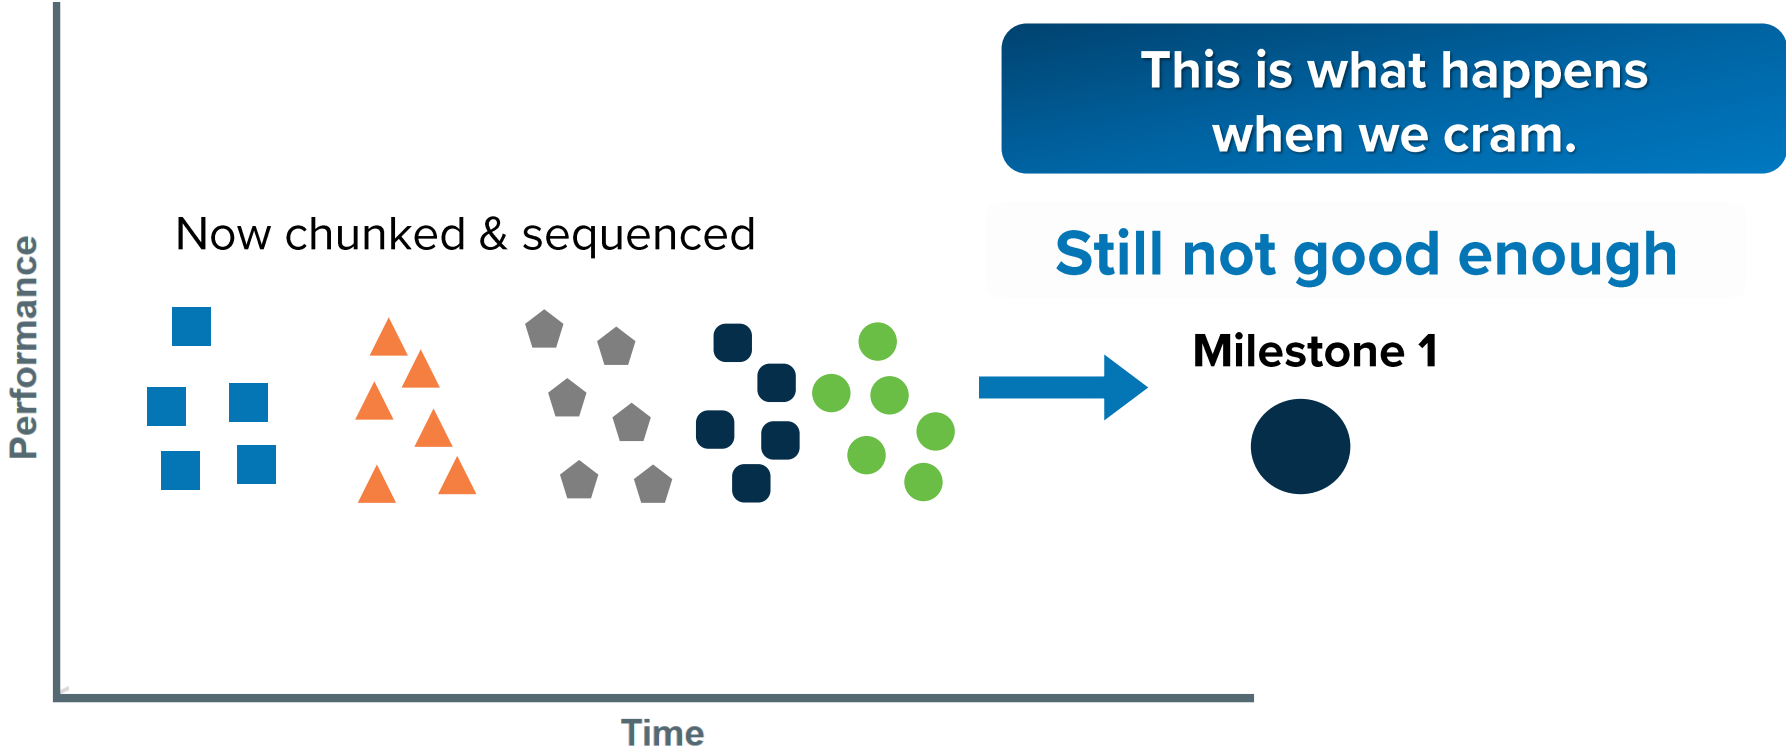 This is what happens
when we cram.
Now chunked & sequenced
Still not good enough
Milestone 1
Performance
Time